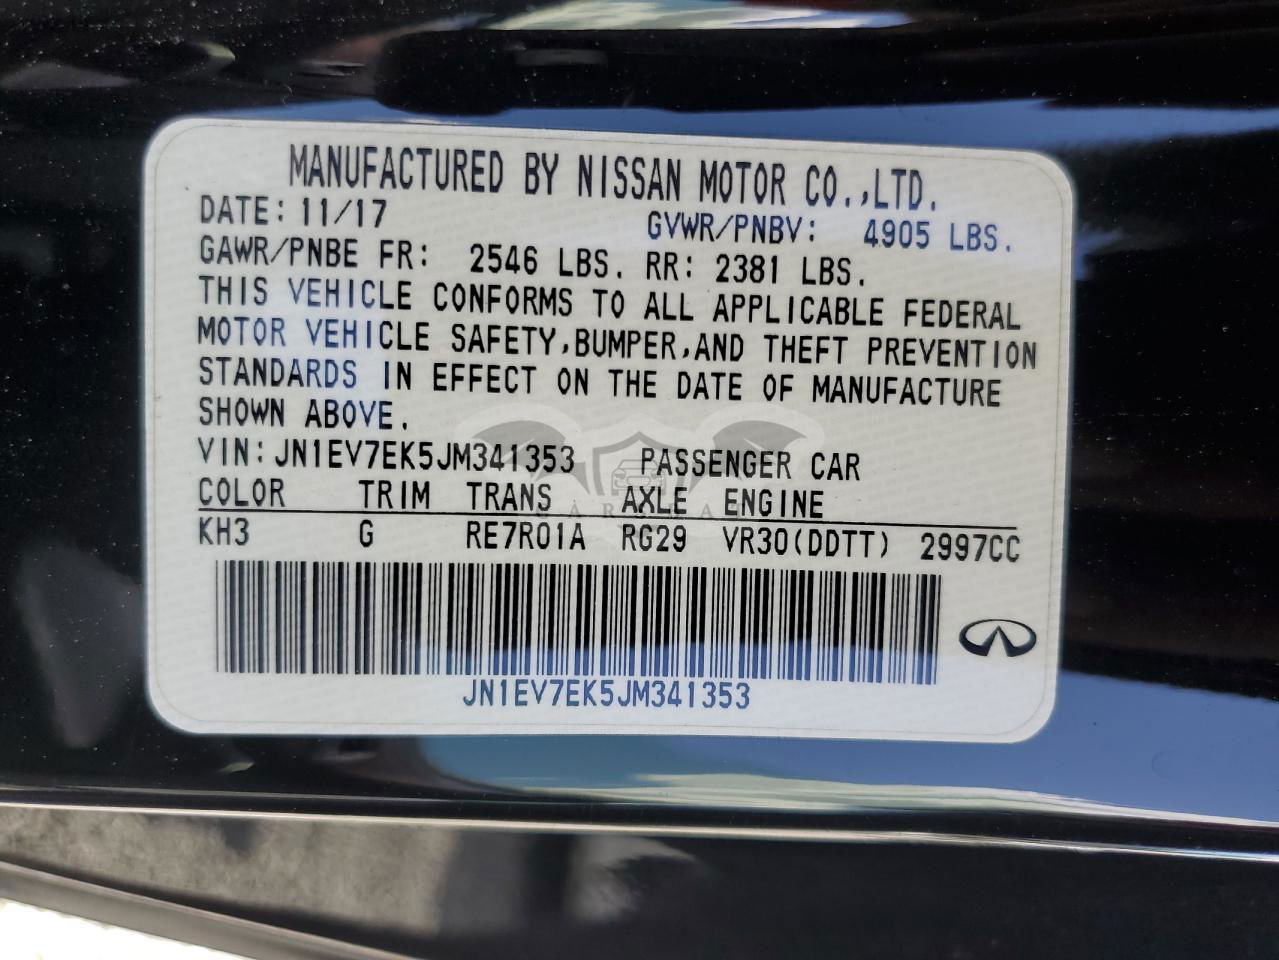 MANUFACTURED BY NISSAN MOTOR CO.,LTD.
DATE: 11/17 GVWR/PNBV: 4905 LBS.
GAWR/PNBE FR: 2546 LBS. RR: 2381 LBS.
THIS VEHICLE CONFORMS TO ALL APPLICABLE FEDERAL
MOTOR VEHICLE SAFETY,BUMPER,AND THEFT PREVENTION
STANDARDS IN EFFECT ON THE DATE OF MANUFACTURE
SHOWN ABOVE.
VIN:JN1EV7EK5JM341353 PASSENGER CAR
COLOR TRIM TRANS AXLE ENGINE
KH3 G RE7R01A RG29 VR30(DDTT) 2997CC
JN1EV7EK5JM341353